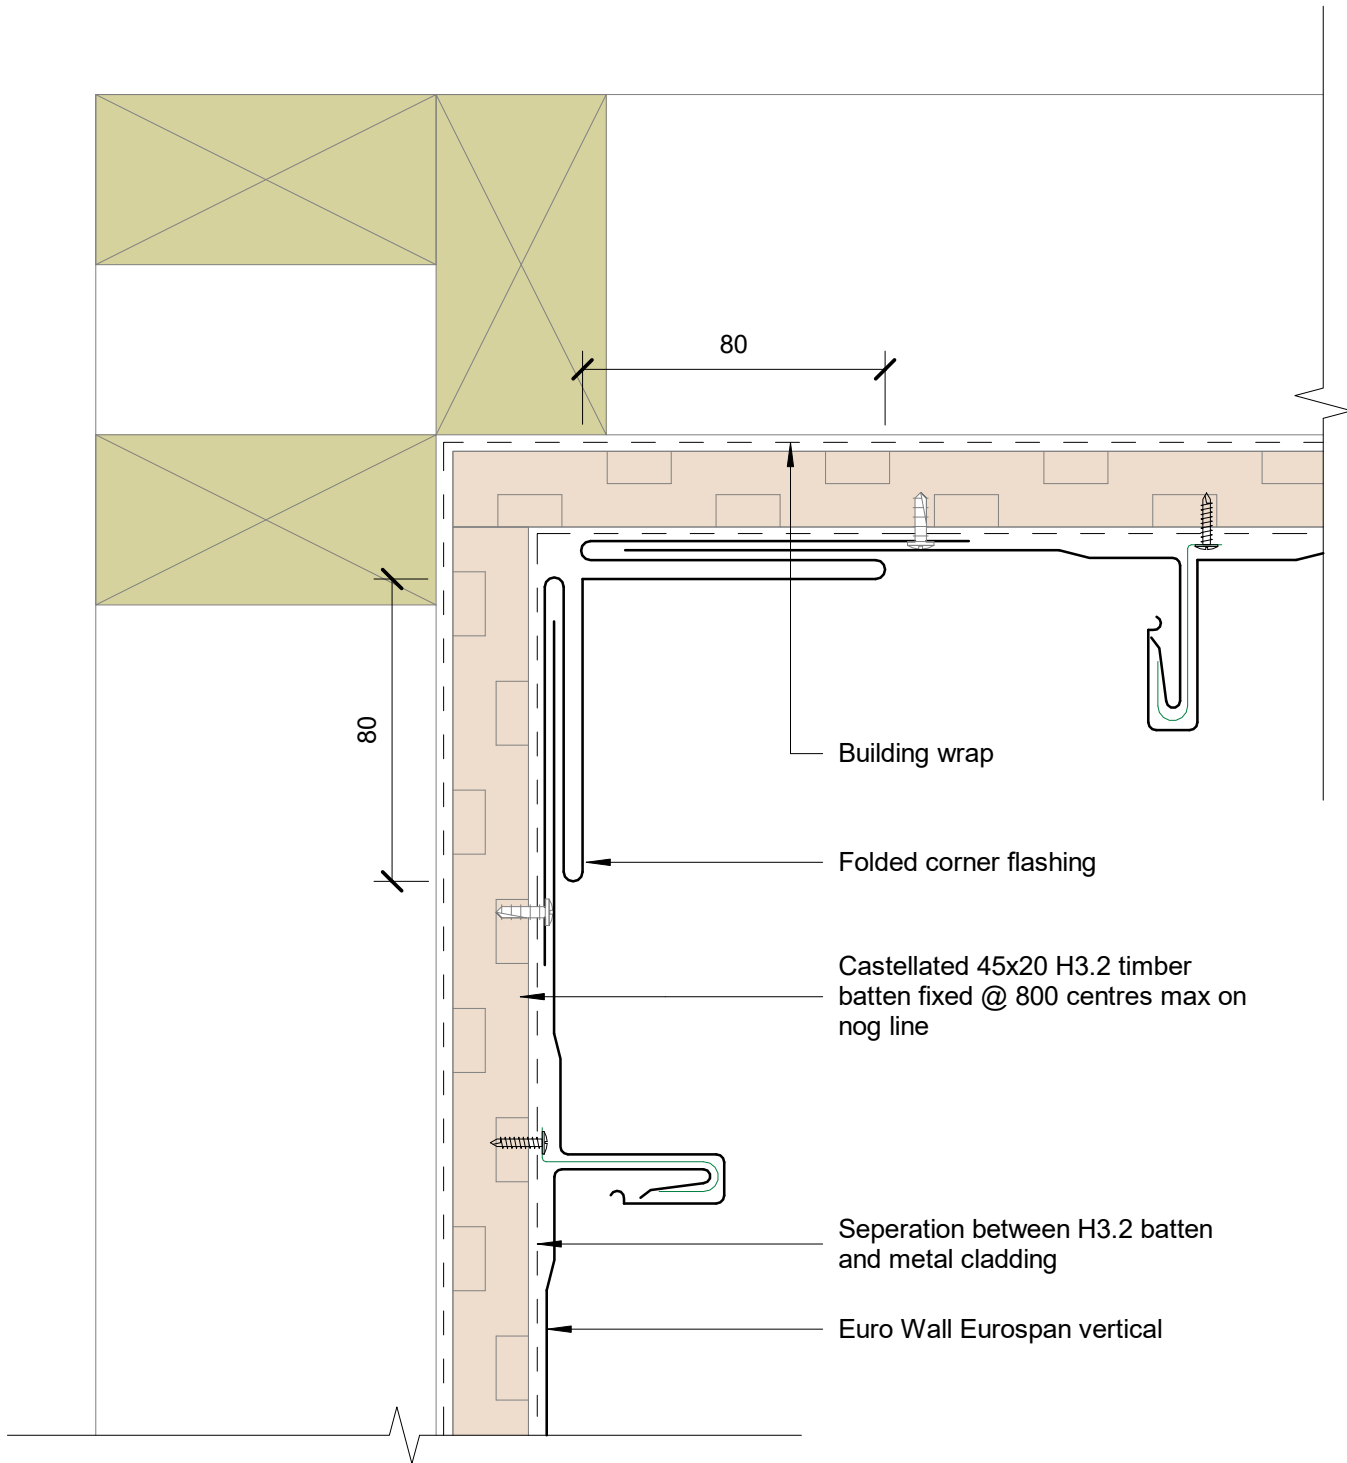 80
80
Building wrap
Folded corner flashing
Castellated 45x20 H3.2 timber
batten fixed @ 800 centres max on
nog line
Seperation between H3.2 batten
and metal cladding
Euro Wall Eurospan vertical